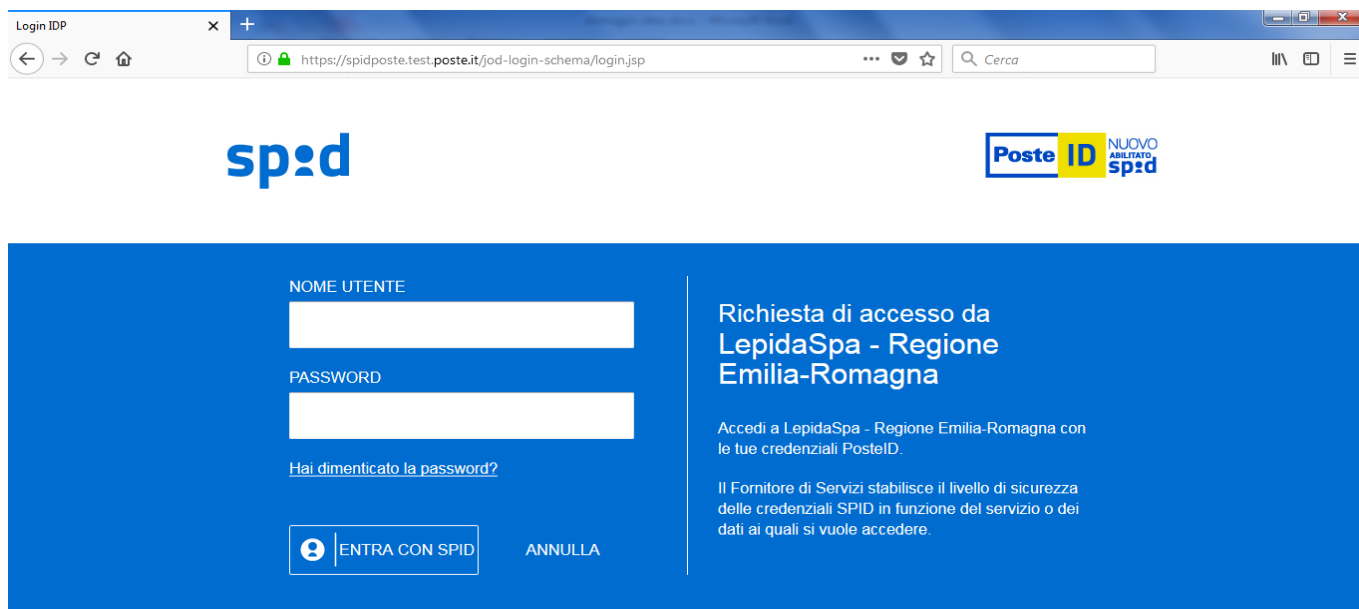 Login IDP
https://spidposte.test.poste.it/jod-login-schema/login.jsp
Cerca
spid
Poste ID NUOVO
ABILITATO
spid
NOME UTENTE
PASSWORD
Hai dimenticato la password?
ENTRA CON SPID
ANNULLA
Richiesta di accesso da
LepidaSpa - Regione
Emilia-Romagna
Accedi a LepidaSpa - Regione Emilia-Romagna con
le tue credenziali PosteID.
Il Fornitore di Servizi stabilisce il livello di sicurezza
delle credenziali SPID in funzione del servizio o dei
dati ai quali si vuole accedere.